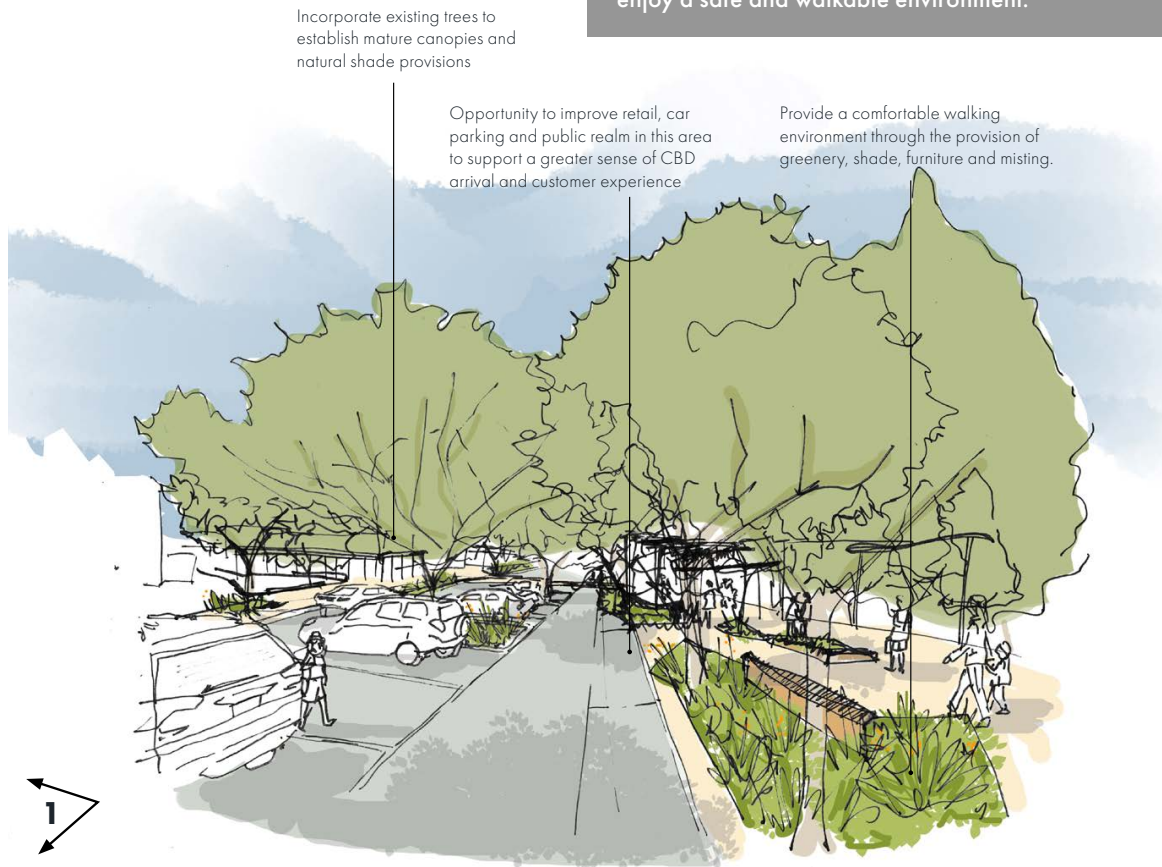 enjoy a safe and walkable environment.
Incorporate existing trees to
establish mature canopies and
natural shade provisions
Opportunity to improve retail, car
parking and public realm in this area
to support a greater sense of CBD
arrival and customer experience
Provide a comfortable walking
environment through the provision of
greenery, shade, furniture and misting.
1